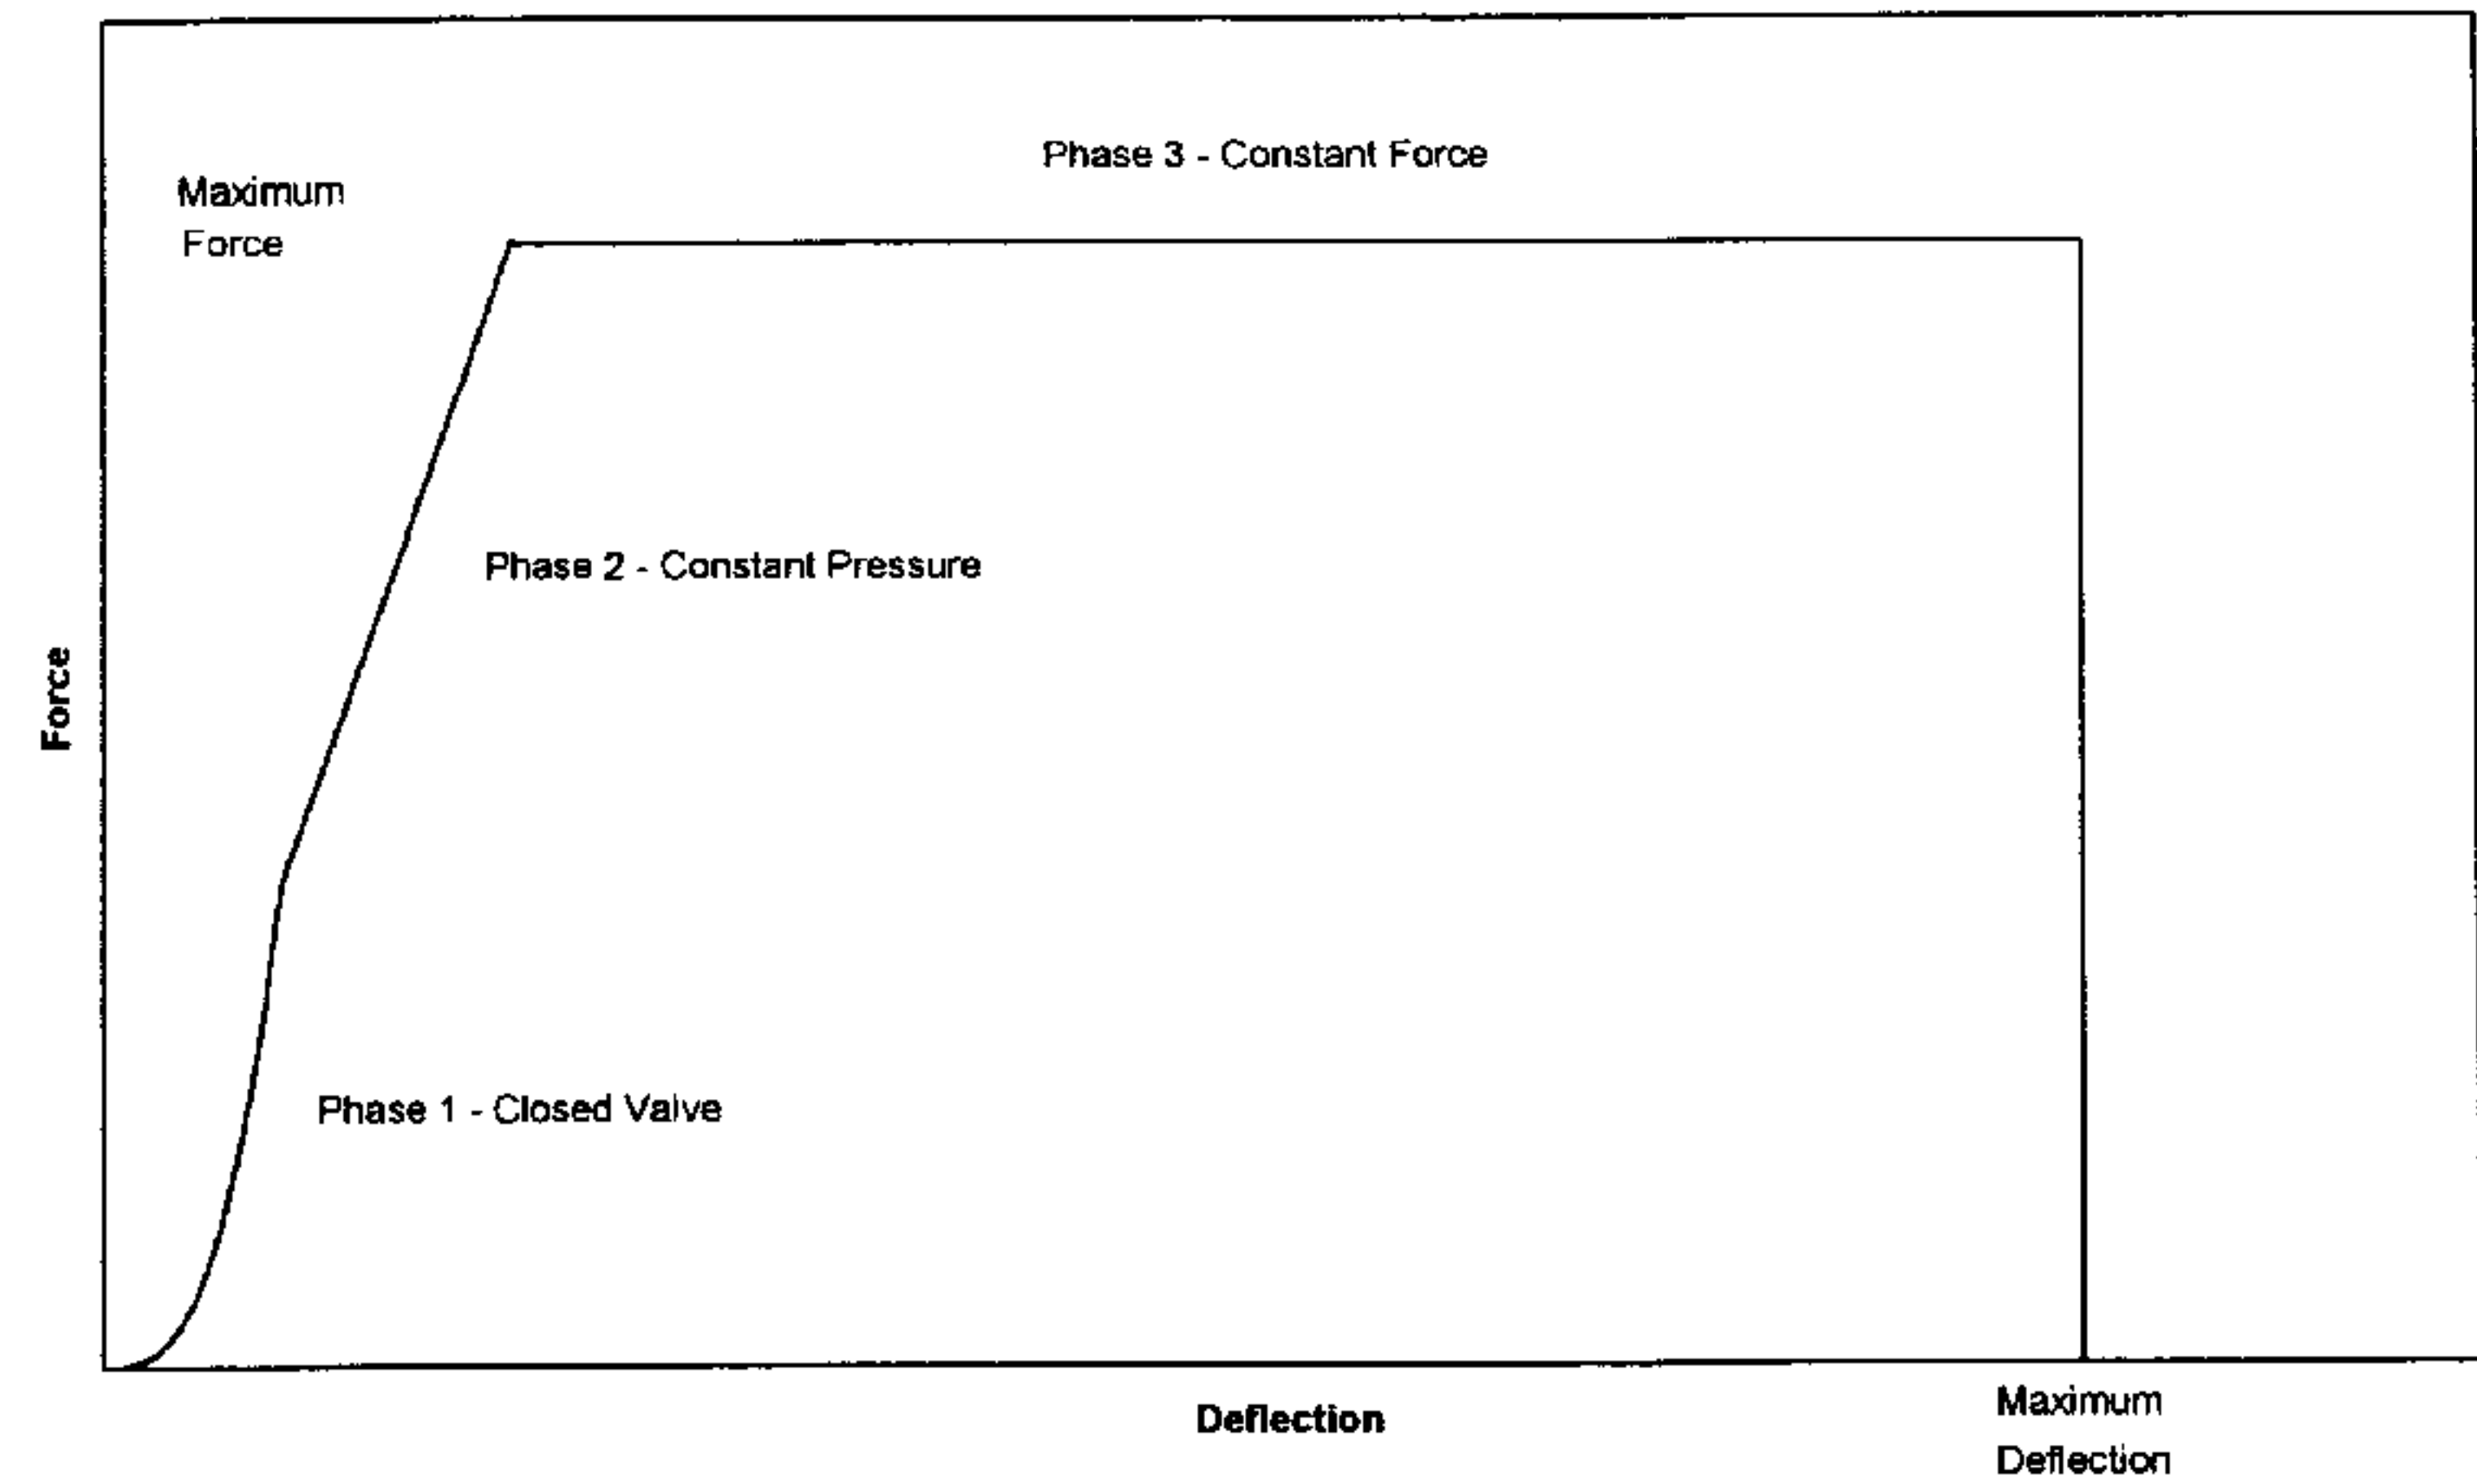 Phase 3 - Constant Force
Maximum
Force
Phase 2 - Constant Pressure
Force
Phase 1 - Closed Valve
Deflection
Maximum
Deflection